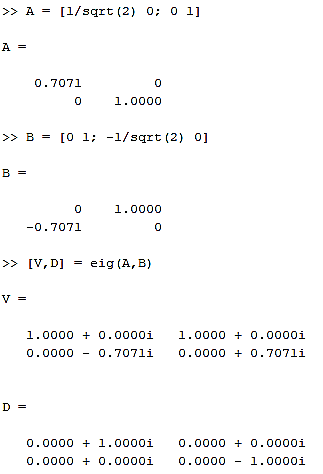 >> A = [1/sqrt(2) 0; 0 1]
A =
0.7071 0
0 1.0000
>> B = [0 1; -1/sqrt(2) 0]
B =
0 1.0000
-0.7071 0
>> [V,D] = eig(A,B)
V =
1.0000 + 0.0000i 1.0000 + 0.0000i
0.0000 - 0.7071i 0.0000 + 0.7071i
D =
0.0000 + 1.0000i 0.0000 + 0.0000i
0.0000 + 0.0000i 0.0000 - 1.0000i